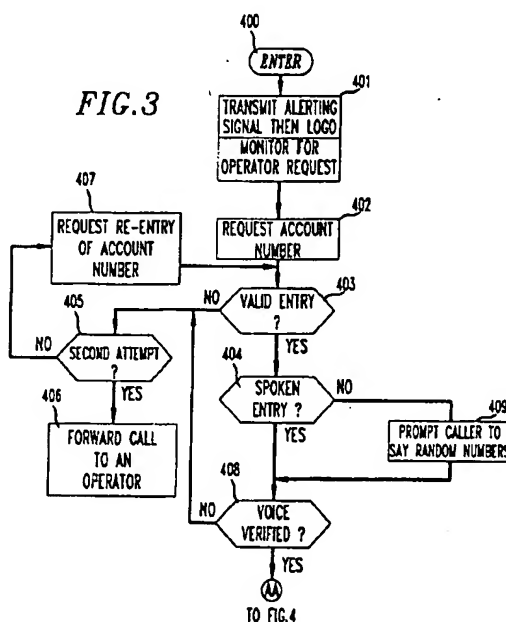 400
ENTER
FIG.3
401
TRANSMIT ALERTING
SIGNAL THEN LOGO
MONITOR FOR
OPERATOR REQUEST
407
REQUEST RE-ENTRY
OF ACCOUNT
NUMBER
402
REQUEST ACCOUNT
NUMBER
403
NO
VALID ENTRY
?
YES
405
NO
SECOND ATTEMPT
?
YES
404
SPOKEN
ENTRY ?
NO
YES
406
FORWARD CALL
TO AN
OPERATOR
409
PROMPT CALLER TO
SAY RANDOM NUMBERS
408
NO
VOICE
VERIFIED ?
YES
AA
TO FIG.4